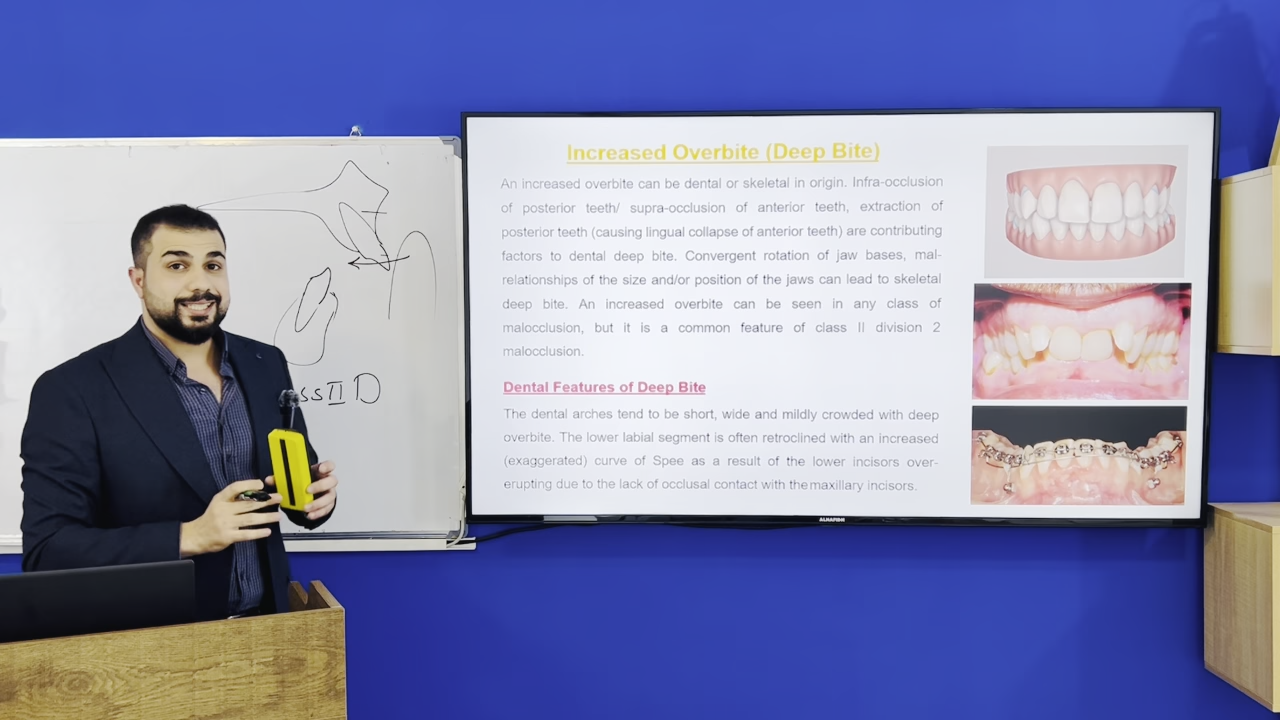 ssII D
Increased Overbite (Deep Bite)
An increased overbite can be dental or skeletal in origin. Infra-occlusion
of posterior teeth/ supra-occlusion of anterior teeth, extraction of
posterior teeth (causing lingual collapse of anterior teeth) are contributing
factors to dental deep bite. Convergent rotation of jaw bases, mal-
relationships of the size and/or position of the jaws can lead to skeletal
deep bite. An increased overbite can be seen in any class of
malocclusion, but it is a common feature of class II division 2
malocclusion.
Dental Features of Deep Bite
The dental arches tend to be short, wide and mildly crowded with deep
overbite. The lower labial segment is often retroclined with an increased
(exaggerated) curve of Spee as a result of the lower incisors over-
erupting due to the lack of occlusal contact with the maxillary incisors.
ALHAFIDH